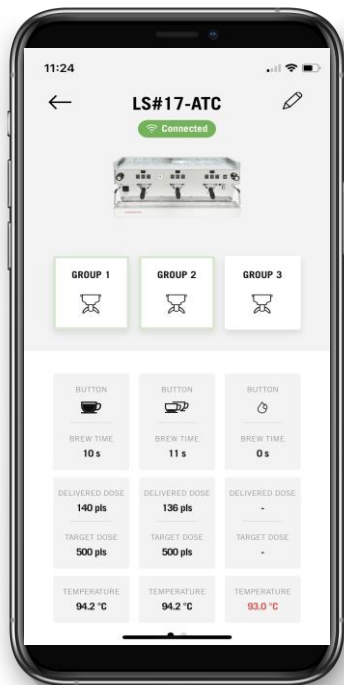 11:24
LS#17-ATC
Connected
GROUP 1 GROUP 2 GROUP 3
BUTTON BUTTON BUTTON
BREW TIME BREW TIME BREW TIME
10 s 11 s 0 s
DELIVERED DOSE DELIVERED DOSE DELIVERED DOSE
140 pls 136 pls -
TARGET DOSE TARGET DOSE TARGET DOSE
500 pls 500 pls -
TEMPERATURE TEMPERATURE TEMPERATURE
94.2 °C 94.2 °C 93.0 °C